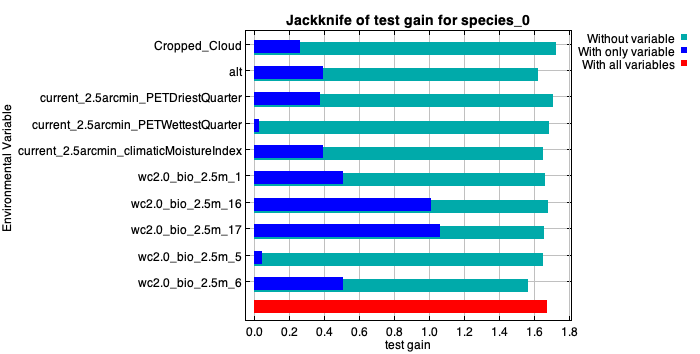 Jackknife of test gain for species_0
Without variable
With only variable
With all variables
Environmental Variable
Cropped_Cloud
alt
current_2.5arcmin_PETDriestQuarter
current_2.5arcmin_PETWettestQuarter
current_2.5arcmin_climaticMoistureIndex
wc2.0_bio_2.5m_1
wc2.0_bio_2.5m_16
wc2.0_bio_2.5m_17
wc2.0_bio_2.5m_5
wc2.0_bio_2.5m_6
0.0 0.2 0.4 0.6 0.8 1.0 1.2 1.4 1.6 1.8
test gain